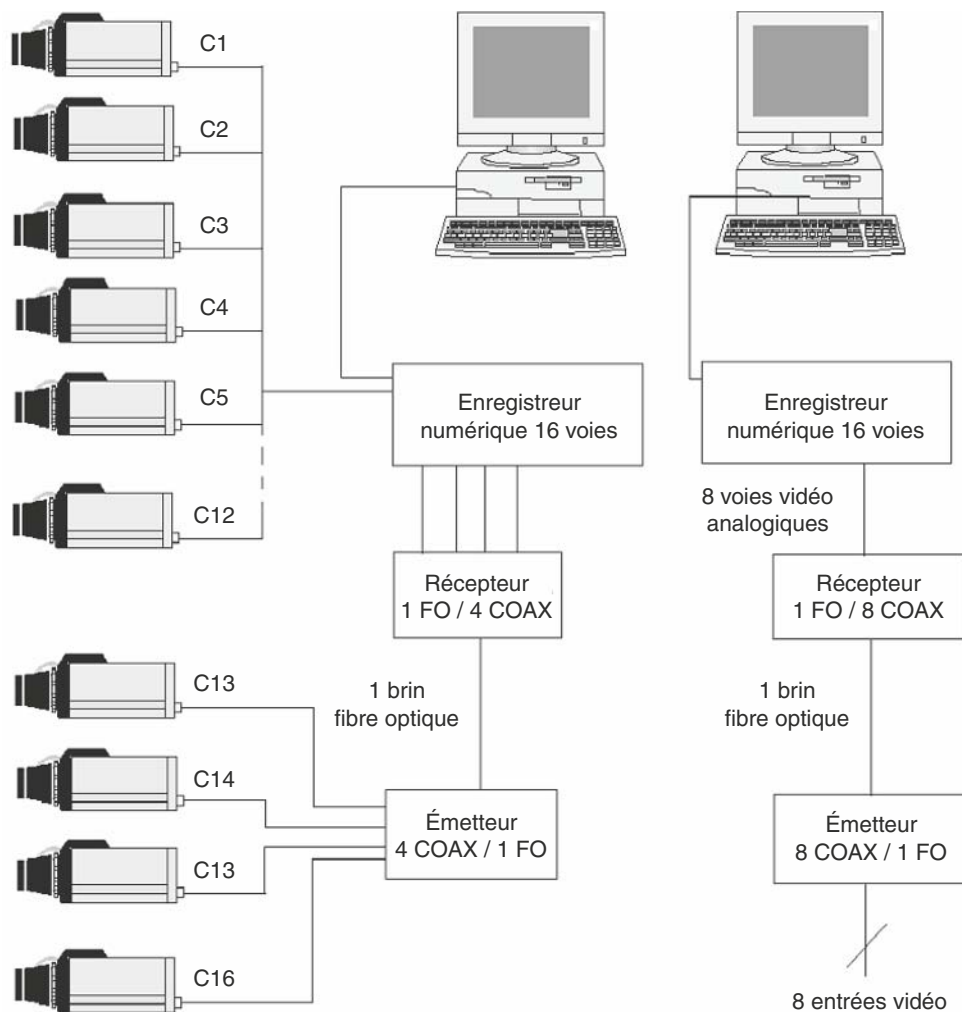 C1
C2
C3
C4
C5
C12
Enregistreur
numérique 16 voies
Enregistreur
numérique 16 voies
8 voies vidéo
analogiques
Récepteur
1 FO / 4 COAX
Récepteur
1 FO / 8 COAX
C13
1 brin
fibre optique
1 brin
fibre optique
C14
Émetteur
4 COAX / 1 FO
Émetteur
8 COAX / 1 FO
C13
C16
8 entrées vidéo